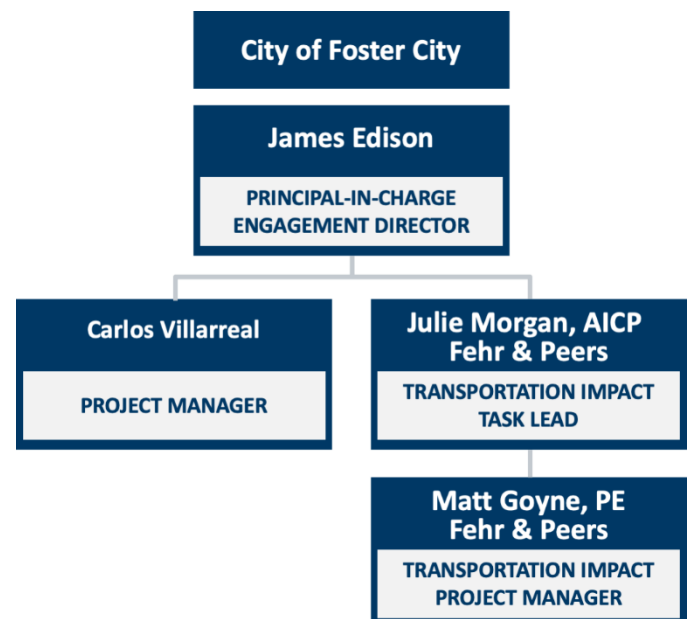 City of Foster City
James Edison
PRINCIPAL-IN-CHARGE
ENGAGEMENT DIRECTOR
Carlos Villarreal
PROJECT MANAGER
Julie Morgan, AICP
Fehr & Peers
TRANSPORTATION IMPACT
TASK LEAD
Matt Goyne, PE
Fehr & Peers
TRANSPORTATION IMPACT
PROJECT MANAGER